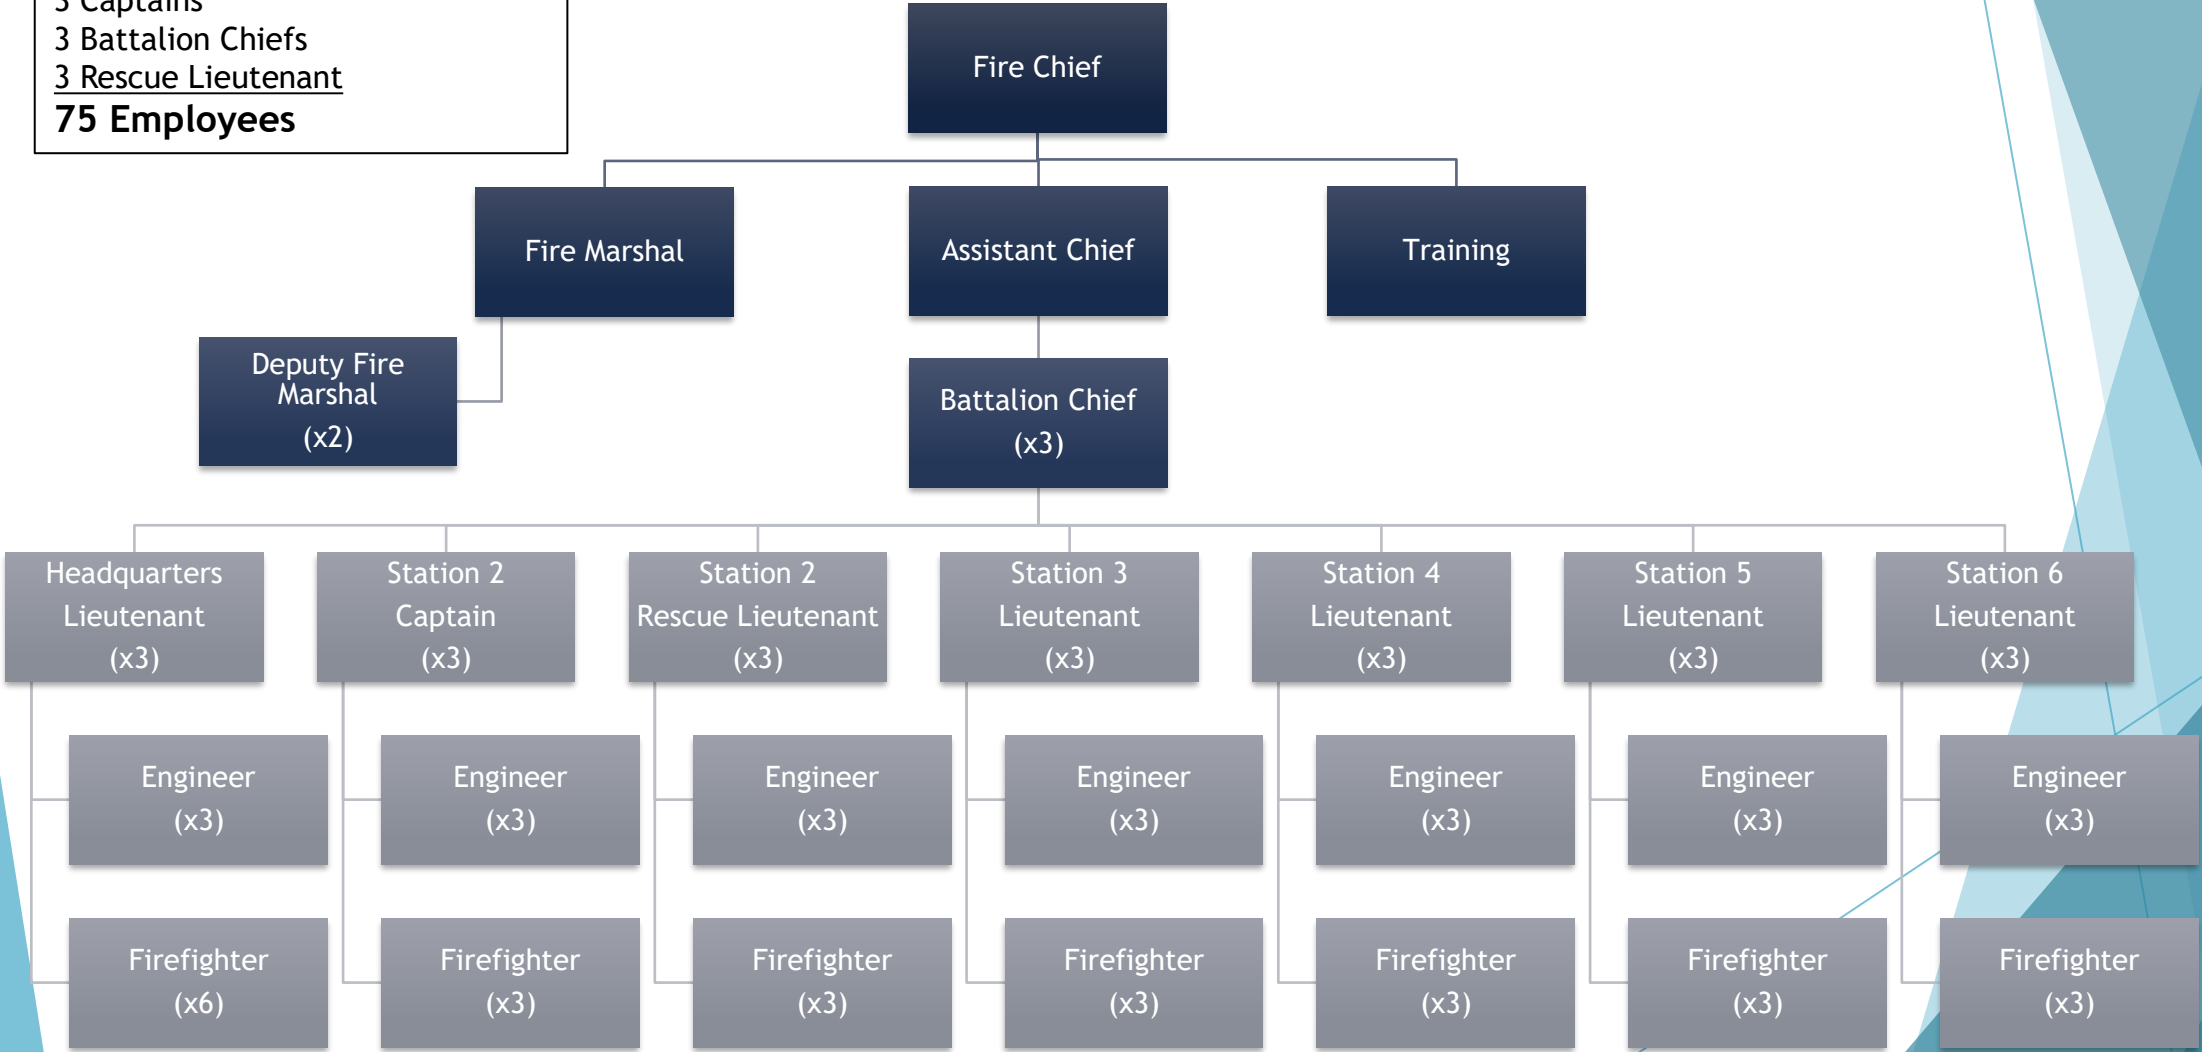 3 Captains
3 Battalion Chiefs
3 Rescue Lieutenant
75 Employees
Fire Chief
Fire Marshal
Assistant Chief
Training
Deputy Fire
Marshal
(x2)
Battalion Chief
(x3)
Headquarters
Lieutenant
(x3)
Station 2
Captain
(x3)
Station 2
Rescue Lieutenant
(x3)
Station 3
Lieutenant
(x3)
Station 4
Lieutenant
(x3)
Station 5
Lieutenant
(x3)
Station 6
Lieutenant
(x3)
Engineer
(x3)
Engineer
(x3)
Engineer
(x3)
Engineer
(x3)
Engineer
(x3)
Engineer
(x3)
Engineer
(x3)
Firefighter
(x6)
Firefighter
(x3)
Firefighter
(x3)
Firefighter
(x3)
Firefighter
(x3)
Firefighter
(x3)
Firefighter
(x3)